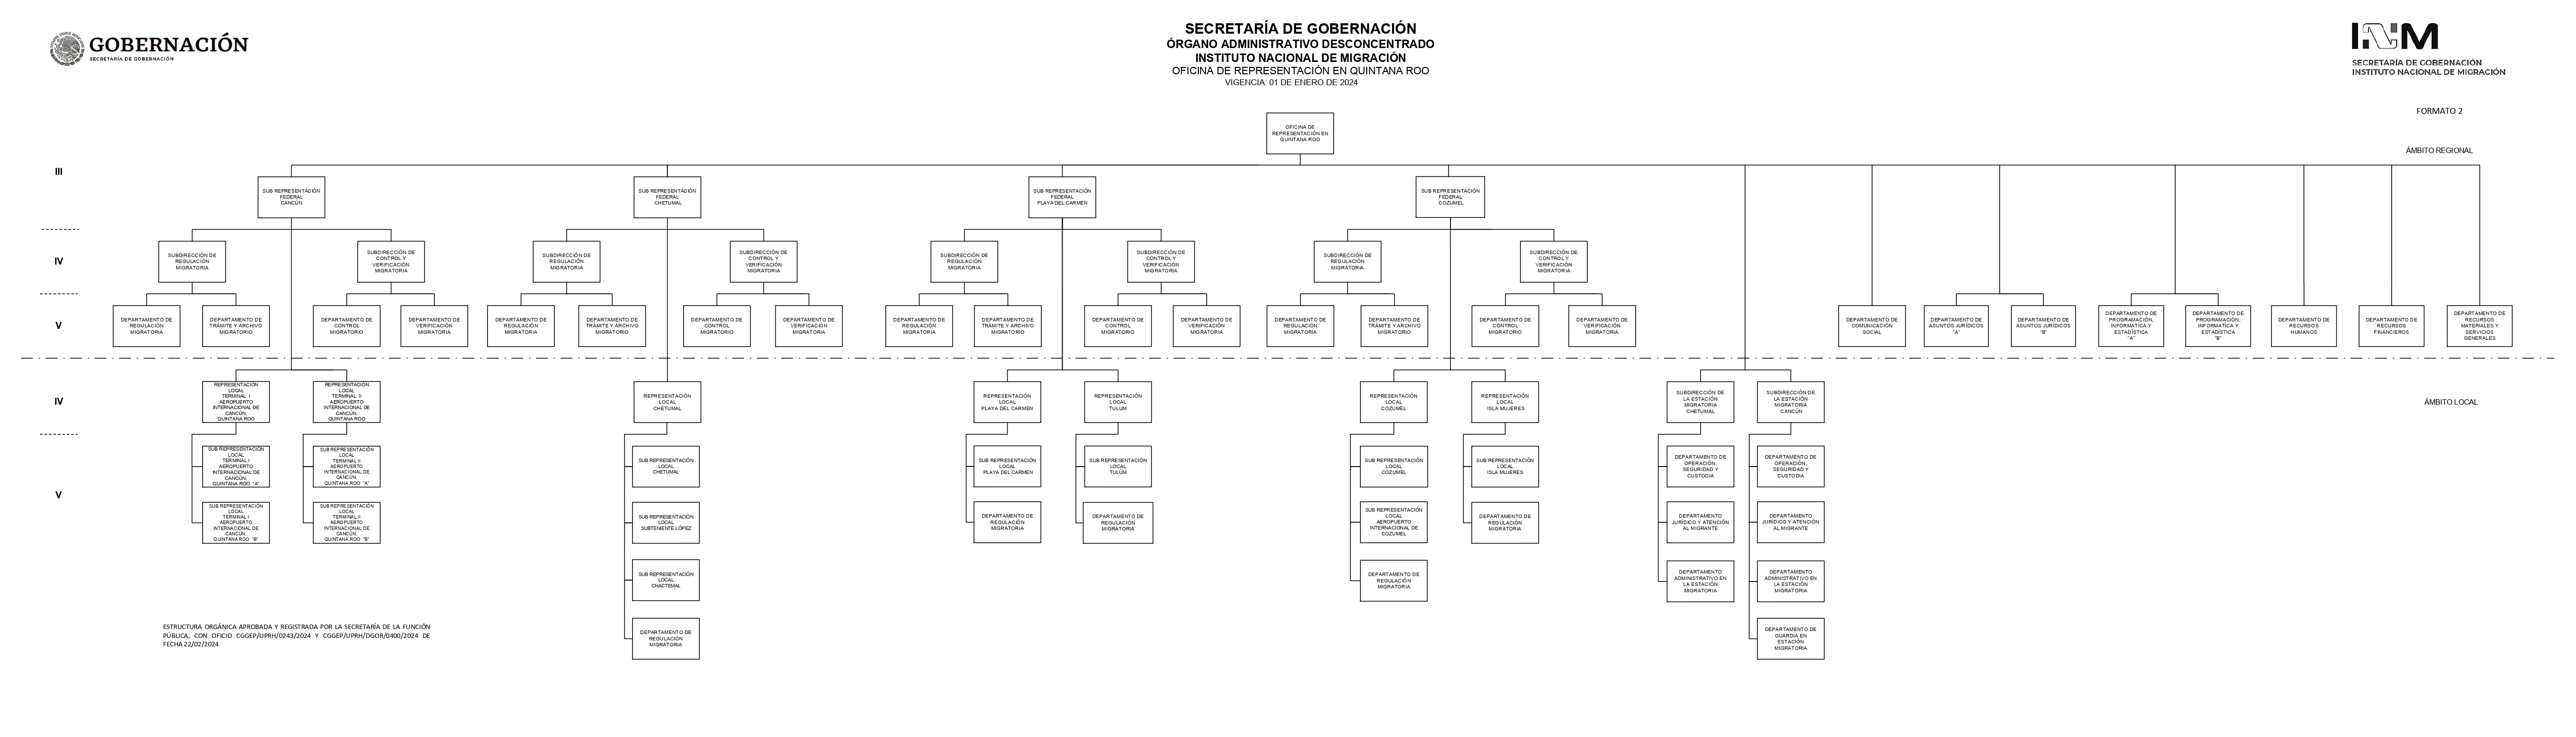 GOBERNACIÓN
SECRETARÍA DE GOBERNACIÓN
SECRETARÍA DE GOBERNACIÓN
ÓRGANO ADMINISTRATIVO DESCONCENTRADO
INSTITUTO NACIONAL DE MIGRACIÓN
OFICINA DE REPRESENTACIÓN EN QUINTANA ROO
VIGENCIA: 01 DE ENERO DE 2024
INM
SECRETARÍA DE GOBERNACIÓN
INSTITUTO NACIONAL DE MIGRACIÓN
FORMATO 2
OFICINA DE
REPRESENTACIÓN EN
QUINTANA ROO
ÁMBITO REGIONAL
III
SUB REPRESENTACIÓN
FEDERAL
CANCÚN
SUB REPRESENTACIÓN
FEDERAL
CHETUMAL
SUB REPRESENTACIÓN
FEDERAL
PLAYA DEL CARMEN
SUB REPRESENTACIÓN
FEDERAL
COZUMEL
IV
SUBDIRECCIÓN DE
REGULACIÓN
MIGRATORIA
SUBDIRECCIÓN DE
CONTROL Y
VERIFICACIÓN
MIGRATORIA
SUBDIRECCIÓN DE
REGULACIÓN
MIGRATORIA
SUBDIRECCIÓN DE
CONTROL Y
VERIFICACIÓN
MIGRATORIA
SUBDIRECCIÓN DE
REGULACIÓN
MIGRATORIA
SUBDIRECCIÓN DE
CONTROL Y
VERIFICACIÓN
MIGRATORIA
SUBDIRECCIÓN DE
REGULACIÓN
MIGRATORIA
SUBDIRECCIÓN DE
CONTROL Y
VERIFICACIÓN
MIGRATORIA
V
DEPARTAMENTO DE
REGULACIÓN
MIGRATORIA
DEPARTAMENTO DE
TRÁMITE Y ARCHIVO
MIGRATORIO
DEPARTAMENTO DE
CONTROL
MIGRATORIO
DEPARTAMENTO DE
VERIFICACIÓN
MIGRATORIA
DEPARTAMENTO DE
REGULACIÓN
MIGRATORIA
DEPARTAMENTO DE
TRÁMITE Y ARCHIVO
MIGRATORIO
DEPARTAMENTO DE
CONTROL
MIGRATORIO
DEPARTAMENTO DE
VERIFICACIÓN
MIGRATORIA
DEPARTAMENTO DE
REGULACIÓN
MIGRATORIA
DEPARTAMENTO DE
TRÁMITE Y ARCHIVO
MIGRATORIO
DEPARTAMENTO DE
CONTROL
MIGRATORIO
DEPARTAMENTO DE
VERIFICACIÓN
MIGRATORIA
DEPARTAMENTO DE
REGULACIÓN
MIGRATORIA
DEPARTAMENTO DE
TRÁMITE Y ARCHIVO
MIGRATORIO
DEPARTAMENTO DE
CONTROL
MIGRATORIO
DEPARTAMENTO DE
VERIFICACIÓN
MIGRATORIA
DEPARTAMENTO DE
COMUNICACIÓN
SOCIAL
DEPARTAMENTO DE
ASUNTOS JURÍDICOS
"A"
DEPARTAMENTO DE
ASUNTOS JURÍDICOS
"B"
DEPARTAMENTO DE
PROGRAMACIÓN,
INFORMATÍCA Y
ESTADÍSTICA
"A"
DEPARTAMENTO DE
PROGRAMACIÓN,
INFORMATÍCA Y
ESTADÍSTICA
"B"
DEPARTAMENTO DE
RECURSOS
HUMANOS
DEPARTAMENTO DE
RECURSOS
FINANCIEROS
DEPARTAMENTO DE
RECURSOS
MATERIALES Y
SERVICIOS
GENERALES
IV
REPRESENTACIÓN
LOCAL
TERMINAL I
AEROPUERTO
INTERNACIONAL DE
CANCÚN,
QUINTANA ROO
REPRESENTACIÓN
LOCAL
TERMINAL II
AEROPUERTO
INTERNACIONAL DE
CANCÚN,
QUINTANA ROO
REPRESENTACIÓN
LOCAL
CHETUMAL
REPRESENTACIÓN
LOCAL
PLAYA DEL CARMEN
REPRESENTACIÓN
LOCAL
TULUM
REPRESENTACIÓN
LOCAL
COZUMEL
REPRESENTACIÓN
LOCAL
ISLA MUJERES
SUBDIRECCIÓN DE
LA ESTACIÓN
MIGRATORIA
CHETUMAL
SUBDIRECCIÓN DE
LA ESTACIÓN
MIGRATORIA
CANCÚN
ÁMBITO LOCAL
V
SUB REPRESENTACIÓN
LOCAL
TERMINAL I
AEROPUERTO
INTERNACIONAL DE
CANCÚN,
QUINTANA ROO "A"
SUB REPRESENTACIÓN
LOCAL
TERMINAL II
AEROPUERTO
INTERNACIONAL DE
CANCÚN,
QUINTANA ROO "A"
SUB REPRESENTACIÓN
LOCAL
CHETUMAL
SUB REPRESENTACIÓN
LOCAL
PLAYA DEL CARMEN
SUB REPRESENTACIÓN
LOCAL
TULÚM
SUB REPRESENTACIÓN
LOCAL
COZUMEL
SUB REPRESENTACIÓN
LOCAL
ISLA MUJERES
DEPARTAMENTO DE
OPERACIÓN,
SEGURIDAD Y
CUSTODIA
DEPARTAMENTO DE
OPERACIÓN,
SEGURIDAD Y
CUSTODIA
SUB REPRESENTACIÓN
LOCAL
TERMINAL I
AEROPUERTO
INTERNACIONAL DE
CANCÚN,
QUINTANA ROO "B"
SUB REPRESENTACIÓN
LOCAL
TERMINAL II
AEROPUERTO
INTERNACIONAL DE
CANCÚN,
QUINTANA ROO "B"
SUB REPRESENTACIÓN
LOCAL
SUBTENIENTE LÓPEZ
DEPARTAMENTO DE
REGULACIÓN
MIGRATORIA
DEPARTAMENTO DE
REGULACIÓN
MIGRATORIA
SUB REPRESENTACIÓN
LOCAL
AEROPUERTO
INTERNACIONAL DE
COZUMEL
DEPARTAMENTO DE
REGULACIÓN
MIGRATORIA
DEPARTAMENTO
JURÍDICO Y ATENCIÓN
AL MIGRANTE
DEPARTAMENTO
JURÍDICO Y ATENCIÓN
AL MIGRANTE
SUB REPRESENTACIÓN
LOCAL
CHACTEMAL
DEPARTAMENTO DE
REGULACIÓN
MIGRATORIA
DEPARTAMENTO
ADMINISTRATIVO EN
LA ESTACIÓN
MIGRATORIA
DEPARTAMENTO
ADMINISTRATIVO EN
LA ESTACIÓN
MIGRATORIA
DEPARTAMENTO DE
REGULACIÓN
MIGRATORIA
DEPARTAMENTO DE
GUARDIA EN
ESTACIÓN
MIGRATORIA
ESTRUCTURA ORGÁNICA APROBADA Y REGISTRADA POR LA SECRETARÍA DE LA FUNCIÓN
PÚBLICA, CON OFICIO CGGEP/UPRH/0243/2024 Y CGGEP/UPRH/DGOR/0400/2024 DE
FECHA 22/02/2024